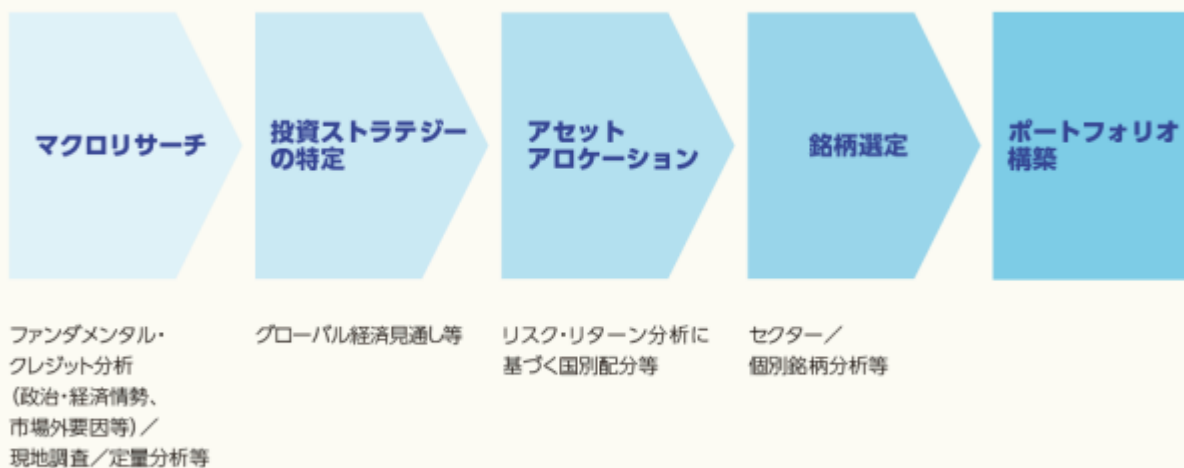 マクロリサーチ
投資ストラテジー
の特定
アセット
アロケーション
銘柄選定
ポートフォリオ
構築
ファンダメンタル・
クレジット分析
(政治・経済情勢、
市場外要因等)／
現地調査／定量分析等
グローバル経済見通し等
リスク・リターン分析に
基づく国別配分等
セクター／
個別銘柄分析等